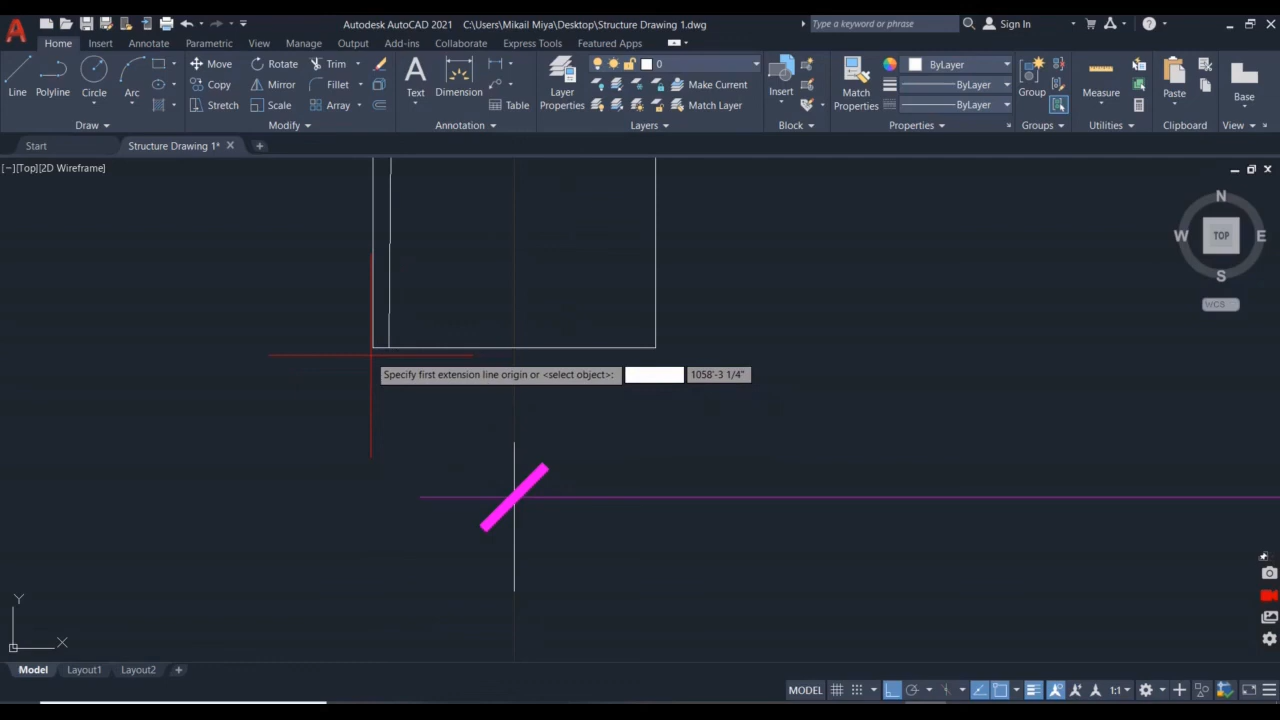 Autodesk AutoCAD 2021 C:\Users\Mikail Miya\Desktop\Structure Drawing 1.dwg
Type a keyword or phrase
Sign In
Home Insert Annotate Parametric View Manage Output Add-ins Collaborate Express Tools Featured Apps
Line
Polyline
Circle
Arc
Draw
Move
Rotate
Trim
Copy
Mirror
Fillet
Stretch
Scale
Array
Modify
Text
Dimension
Table
Annotation
Layer
Properties
0
Make Current
Match Layer
Layers
Insert
Block
Match
Properties
ByLayer
ByLayer
ByLayer
Properties
Group
Groups
Measure
Utilities
Paste
Clipboard
Base
View
Start
Structure Drawing 1*
[−][Top][2D Wireframe]
N
W TOP E
S
WCS
Specify first extension line origin or <select object>: 1058'-3 1/4"
Y
X
Model Layout1 Layout2
MODEL
1:1